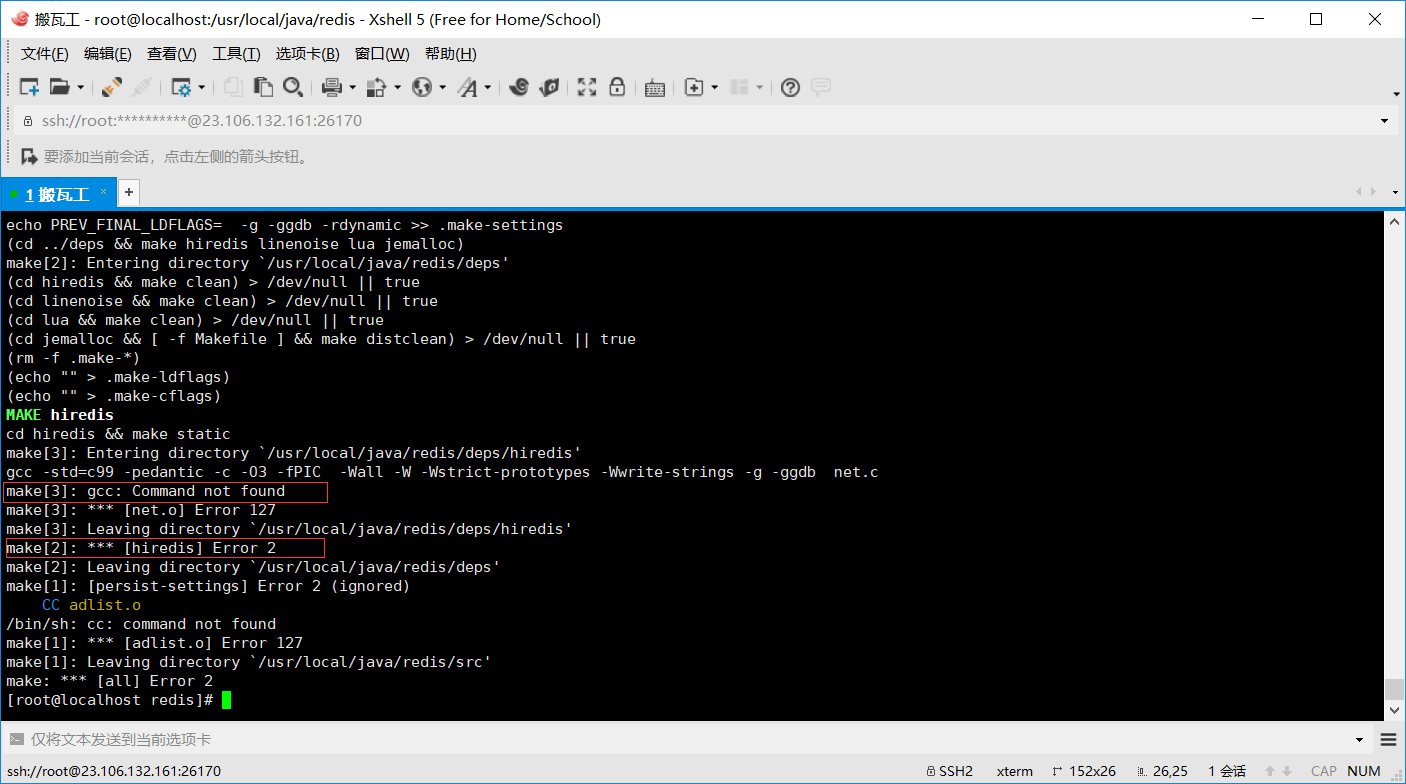 搬瓦工 - root@localhost:/usr/local/java/redis - Xshell 5 (Free for Home/School)
文件(F) 编辑(E) 查看(V) 工具(T) 选项卡(B) 窗口(W) 帮助(H)
ssh://root:**********@23.106.132.161:26170
要添加当前会话，点击左侧的箭头按钮。
1 搬瓦工 × +
echo PREV_FINAL_LDFLAGS=  -g -ggdb -rdynamic >> .make-settings
(cd ../deps && make hiredis linenoise lua jemalloc)
make[2]: Entering directory `/usr/local/java/redis/deps'
(cd hiredis && make clean) > /dev/null || true
(cd linenoise && make clean) > /dev/null || true
(cd lua && make clean) > /dev/null || true
(cd jemalloc && [ -f Makefile ] && make distclean) > /dev/null || true
(rm -f .make-*)
(echo "" > .make-ldflags)
(echo "" > .make-cflags)
MAKE hiredis
cd hiredis && make static
make[3]: Entering directory `/usr/local/java/redis/deps/hiredis'
gcc -std=c99 -pedantic -c -O3 -fPIC  -Wall -W -Wstrict-prototypes -Wwrite-strings -g -ggdb  net.c
make[3]: gcc: Command not found
make[3]: *** [net.o] Error 127
make[3]: Leaving directory `/usr/local/java/redis/deps/hiredis'
make[2]: *** [hiredis] Error 2
make[2]: Leaving directory `/usr/local/java/redis/deps'
make[1]: [persist-settings] Error 2 (ignored)
    CC adlist.o
/bin/sh: cc: command not found
make[1]: *** [adlist.o] Error 127
make[1]: Leaving directory `/usr/local/java/redis/src'
make: *** [all] Error 2
[root@localhost redis]#
仅将文本发送到当前选项卡
ssh://root@23.106.132.161:26170 SSH2 xterm 152x26 26,25 1 会话 CAP NUM